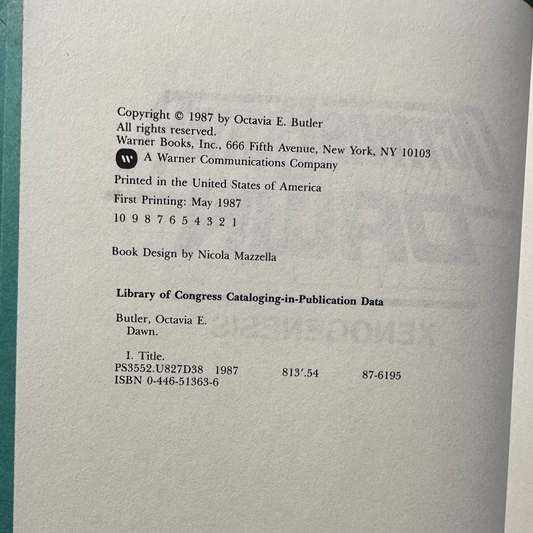 Copyright © 1987 by Octavia E. Butler
All rights reserved.
Warner Books, Inc., 666 Fifth Avenue, New York, NY 10103
A Warner Communications Company
Printed in the United States of America
First Printing: May 1987
10 9 8 7 6 5 4 3 2 1
Book Design by Nicola Mazzella
Library of Congress Cataloging-in-Publication Data
Butler, Octavia E.
Dawn.
I. Title.
PS3552.U827D38 1987 813'.54 87-6195
ISBN 0-446-51363-6
XENOGENESIS